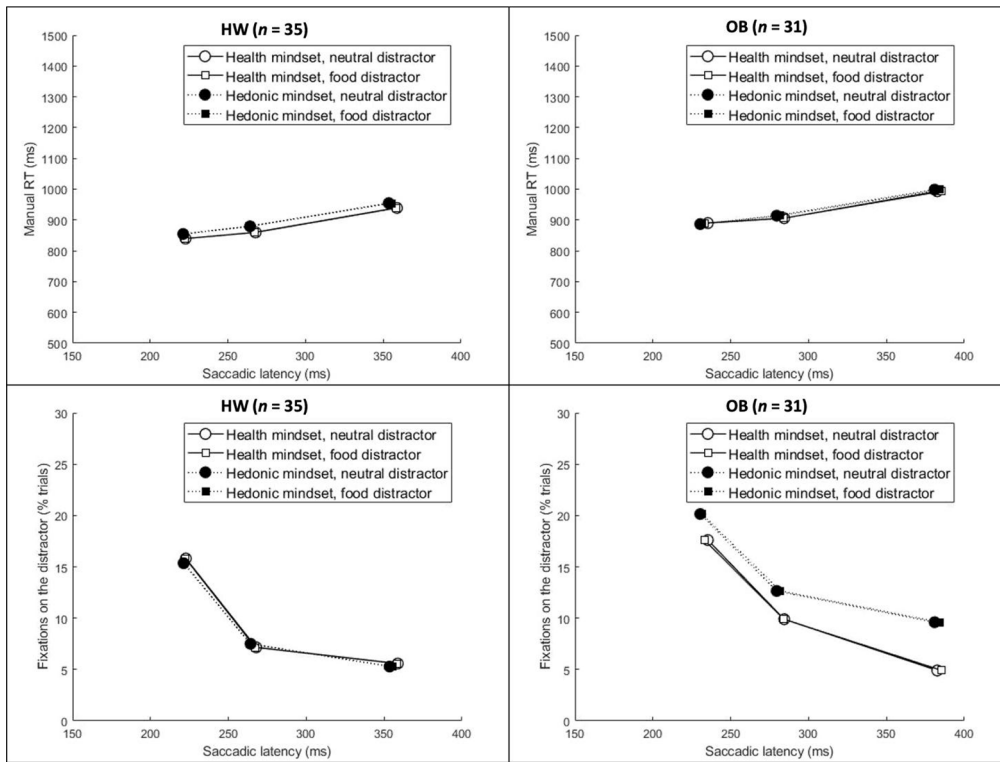 HW (n = 35)
1500
1400
1300
1200
1100
1000
900
800
700
600
500
Manual RT (ms)
Health mindset, neutral distractor
Health mindset, food distractor
Hedonic mindset, neutral distractor
Hedonic mindset, food distractor
150 200 250 300 350 400
Saccadic latency (ms)
OB (n = 31)
1500
1400
1300
1200
1100
1000
900
800
700
600
500
Manual RT (ms)
Health mindset, neutral distractor
Health mindset, food distractor
Hedonic mindset, neutral distractor
Hedonic mindset, food distractor
150 200 250 300 350 400
Saccadic latency (ms)
HW (n = 35)
30
25
20
15
10
5
0
Fixations on the distractor (% trials)
Health mindset, neutral distractor
Health mindset, food distractor
Hedonic mindset, neutral distractor
Hedonic mindset, food distractor
150 200 250 300 350 400
Saccadic latency (ms)
OB (n = 31)
30
25
20
15
10
5
0
Fixations on the distractor (% trials)
Health mindset, neutral distractor
Health mindset, food distractor
Hedonic mindset, neutral distractor
Hedonic mindset, food distractor
150 200 250 300 350 400
Saccadic latency (ms)